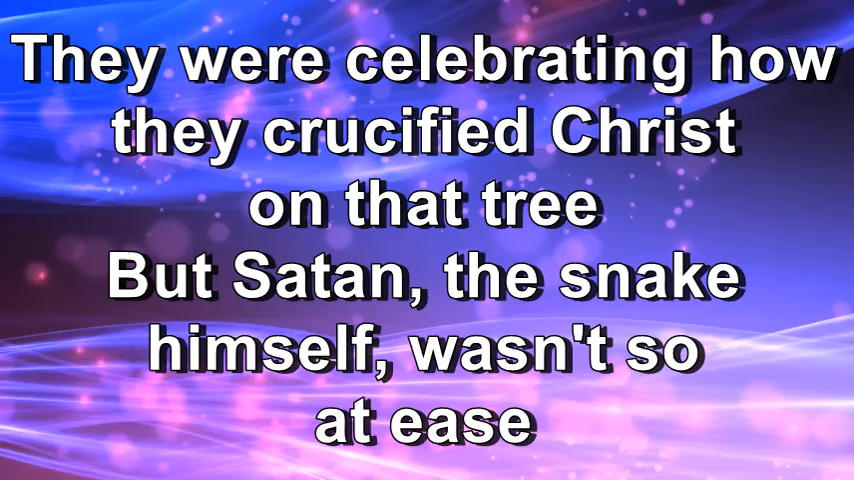 They were celebrating how
they crucified Christ
on that tree
But Satan, the snake
himself, wasn't so
at ease